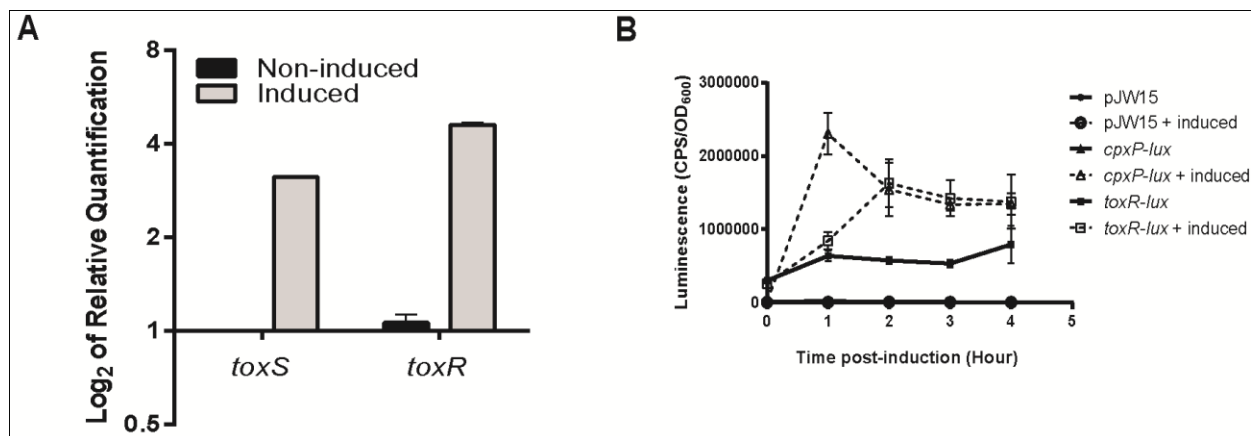 A
Log2 of Relative Quantification
8
4
2
1
0.5
Non-induced
Induced
toxS
toxR
B
Luminescence (CPS/OD600)
3000000
2000000
1000000
0
0
1
2
3
4
5
Time post-induction (Hour)
pJW15
pJW15 + induced
cpxP-lux
cpxP-lux + induced
toxR-lux
toxR-lux + induced